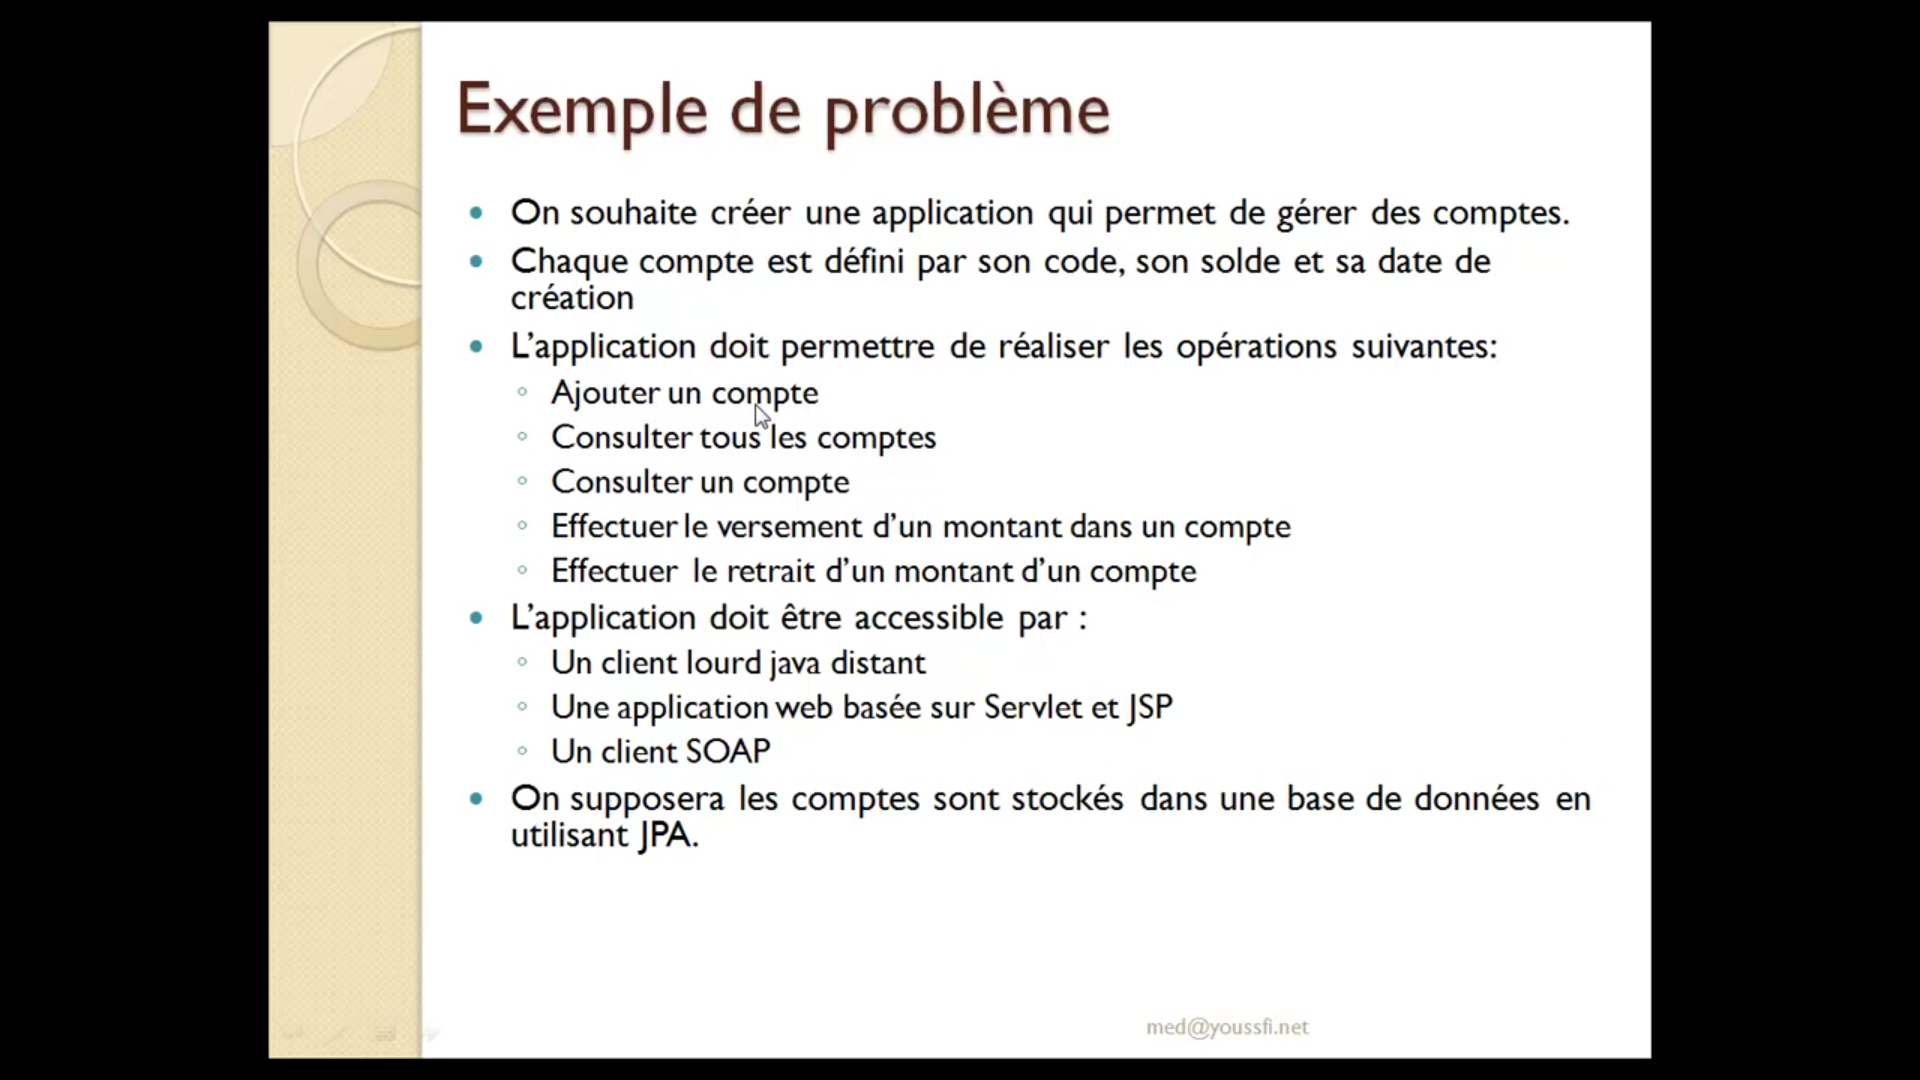 Exemple de problème
On souhaite créer une application qui permet de gérer des comptes.
Chaque compte est défini par son code, son solde et sa date de
création
L’application doit permettre de réaliser les opérations suivantes:
Ajouter un compte
Consulter tous les comptes
Consulter un compte
Effectuer le versement d’un montant dans un compte
Effectuer le retrait d’un montant d’un compte
L’application doit être accessible par :
Un client lourd java distant
Une application web basée sur Servlet et JSP
Un client SOAP
On supposera les comptes sont stockés dans une base de données en
utilisant JPA.
med@youssfi.net